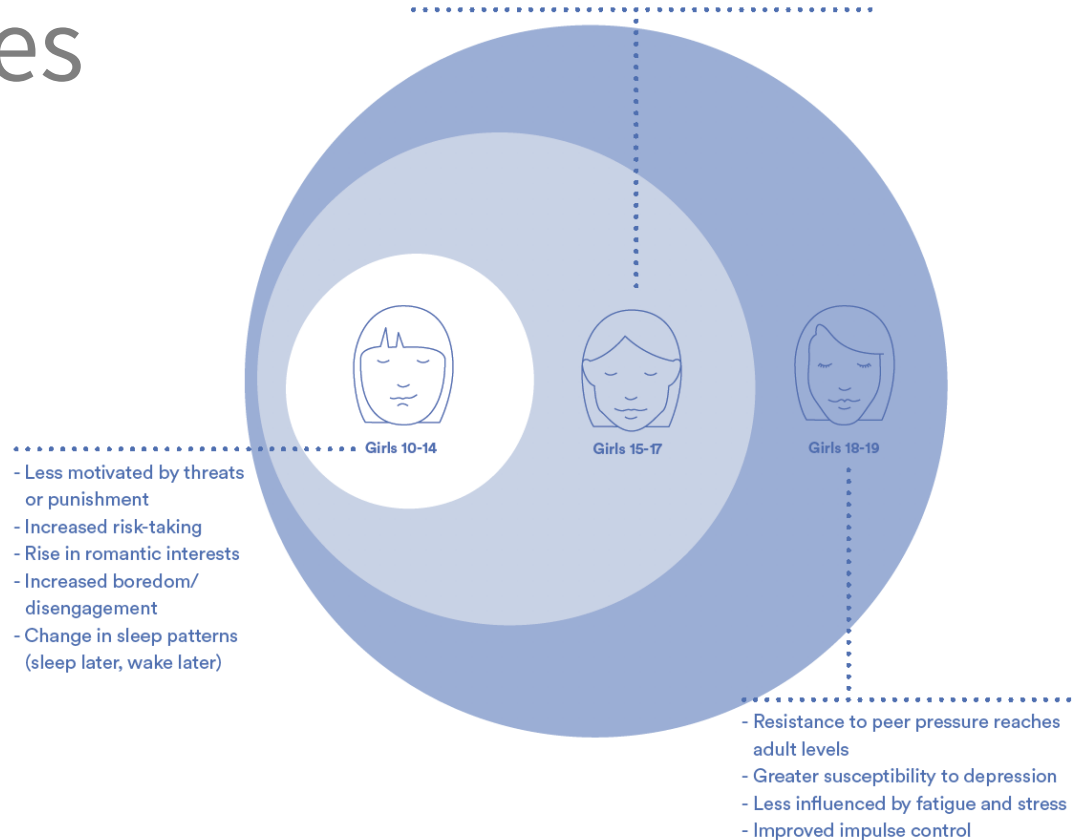 es
Girls 10-14
Girls 15-17
Girls 18-19
- Less motivated by threats
or punishment
- Increased risk-taking
- Rise in romantic interests
- Increased boredom/
disengagement
- Change in sleep patterns
(sleep later, wake later)
- Resistance to peer pressure reaches
adult levels
- Greater susceptibility to depression
- Less influenced by fatigue and stress
- Improved impulse control